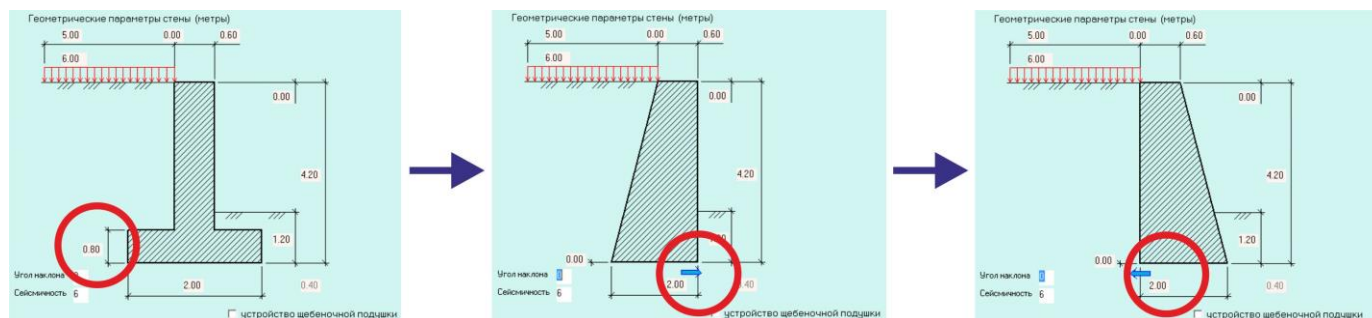 Геометрические параметры стены (метры)
5.00 0.00 0.60
6.00
0.00
4.20
0.80
1.20
Угол наклона
Сейсмичность 6
2.00 0.40
устройство щебеночной подушки
Геометрические параметры стены (метры)
5.00 0.00 0.60
6.00
0.00
4.20
0.00
Угол наклона 0
2.00 0.40
Сейсмичность 6
устройство щебеночной подушки
Геометрические параметры стены (метры)
5.00 0.00 0.60
6.00
0.00
4.20
1.20
0.00
Угол наклона 0
2.00 0.40
Сейсмичность 6
устройство щебеночной подушки